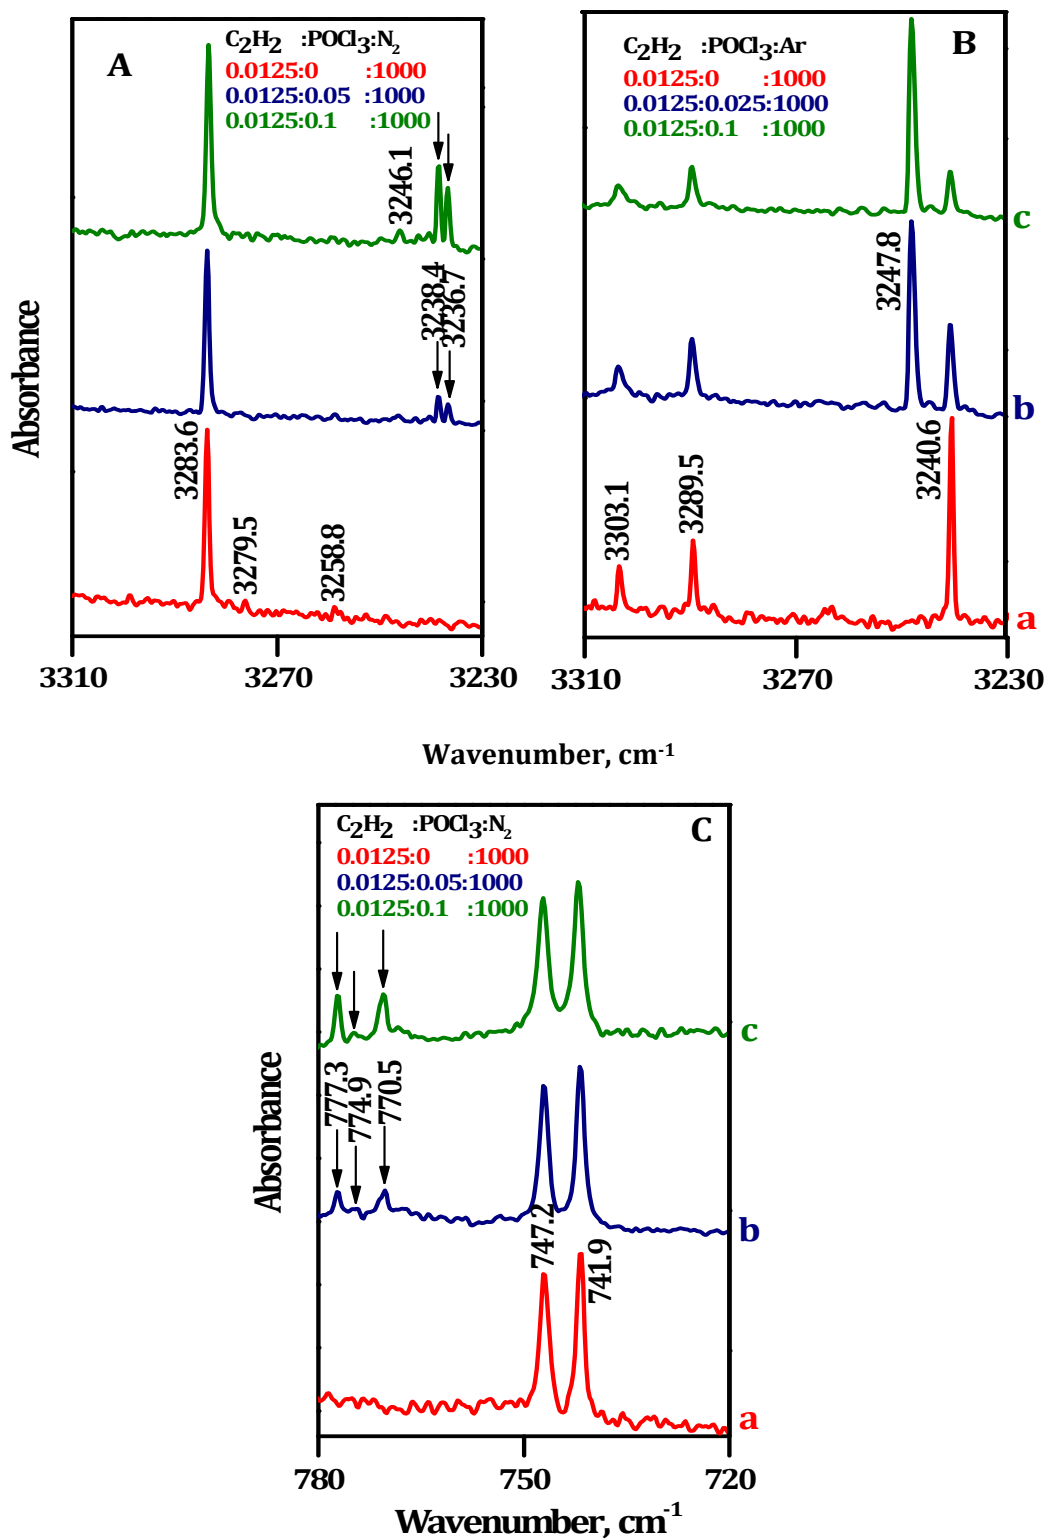 A
C2H2 :POCl3:N2
0.0125:0 :1000
0.0125:0.05 :1000
0.0125:0.1 :1000
3246.1
3238.4
3236.7
3283.6
3279.5
3258.8
3310 3270 3230
Absorbance
B
C2H2 :POCl3:Ar
0.0125:0 :1000
0.0125:0.025:1000
0.0125:0.1 :1000
c
3247.8
b
3303.1
3289.5
3240.6
a
3310 3270 3230
Wavenumber, cm-1
C
C2H2 :POCl3:N2
0.0125:0 :1000
0.0125:0.05:1000
0.0125:0.1 :1000
c
777.3
774.9
770.5
b
747.2
741.9
a
Absorbance
780 750 720
Wavenumber, cm-1